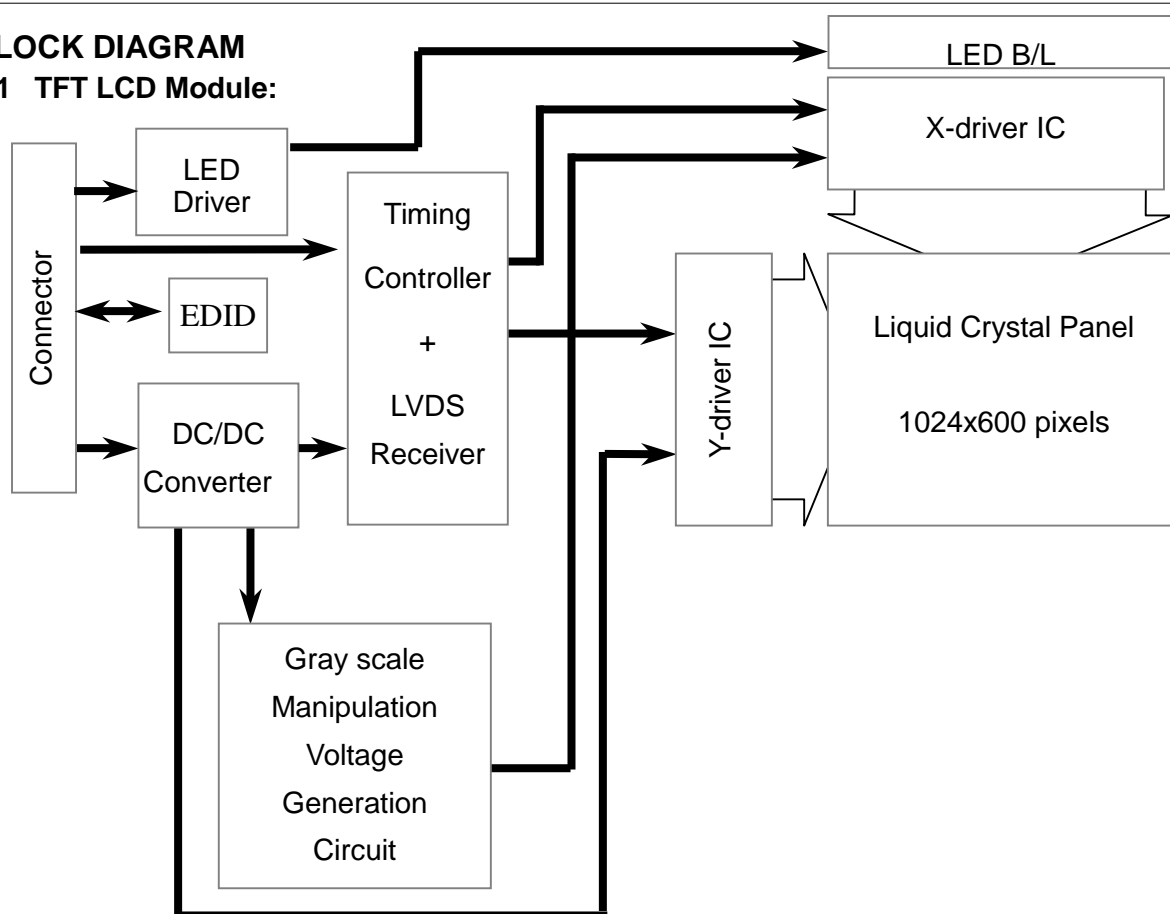 LOCK DIAGRAM
1 TFT LCD Module:
LED B/L
X-driver IC
LED
Driver
Timing
Controller
+
LVDS
Receiver
Connector
EDID
DC/DC
Converter
Y-driver IC
Liquid Crystal Panel
1024x600 pixels
Gray scale
Manipulation
Voltage
Generation
Circuit